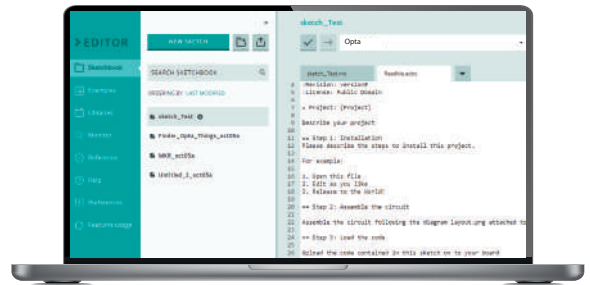 sketch_Test
>EDITOR
NEW SKETCH
Opta
Sketchbook
SEARCH SKETCHBOOK
sketch_Test.ino
ReadMe.adoc
Examples
ORDERING BY: LAST MODIFIED
Libraries
sketch_Test
Monitor
Finder_Opta_Things_oct05a
Reference
MKR_oct05a
Help
Untitled_2_oct05a
Preferences
Features usage
:Revision: version#
:License: Public Domain
= Project: {Project}
Describe your project
== Step 1: Installation
Please describe the steps to install this project.
For example:
1. Open this file
2. Edit as you like
3. Release to the World!
== Step 2: Assemble the circuit
Assemble the circuit following the diagram layout.png attached to
== Step 3: Load the code
Upload the code contained in this sketch on to your board